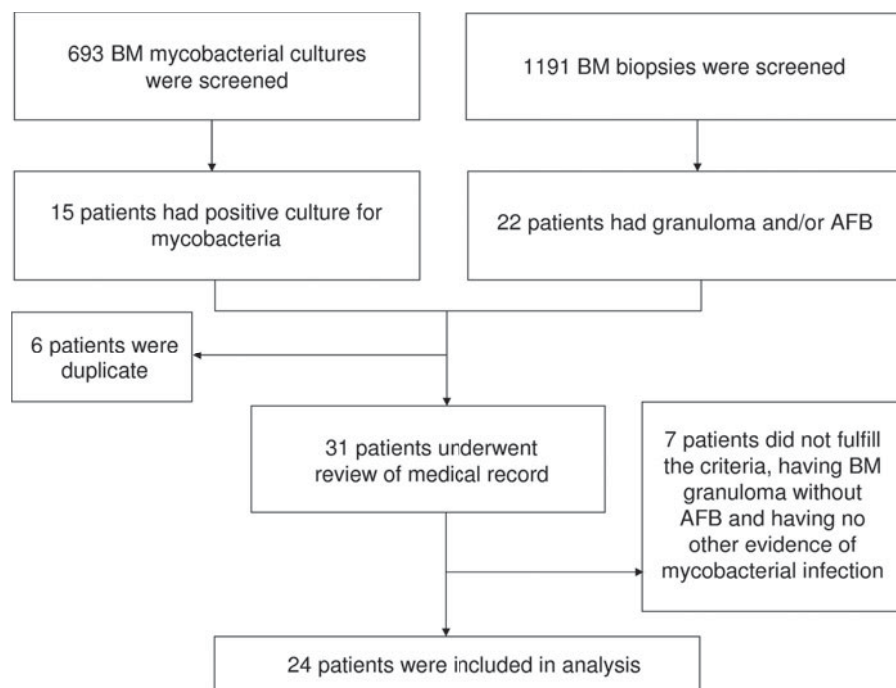 693 BM mycobacterial cultures
were screened
1191 BM biopsies were screened
15 patients had positive culture for
mycobacteria
22 patients had granuloma and/or AFB
6 patients were
duplicate
31 patients underwent
review of medical record
7 patients did not fulfill
the criteria, having BM
granuloma without
AFB and having no
other evidence of
mycobacterial infection
24 patients were included in analysis